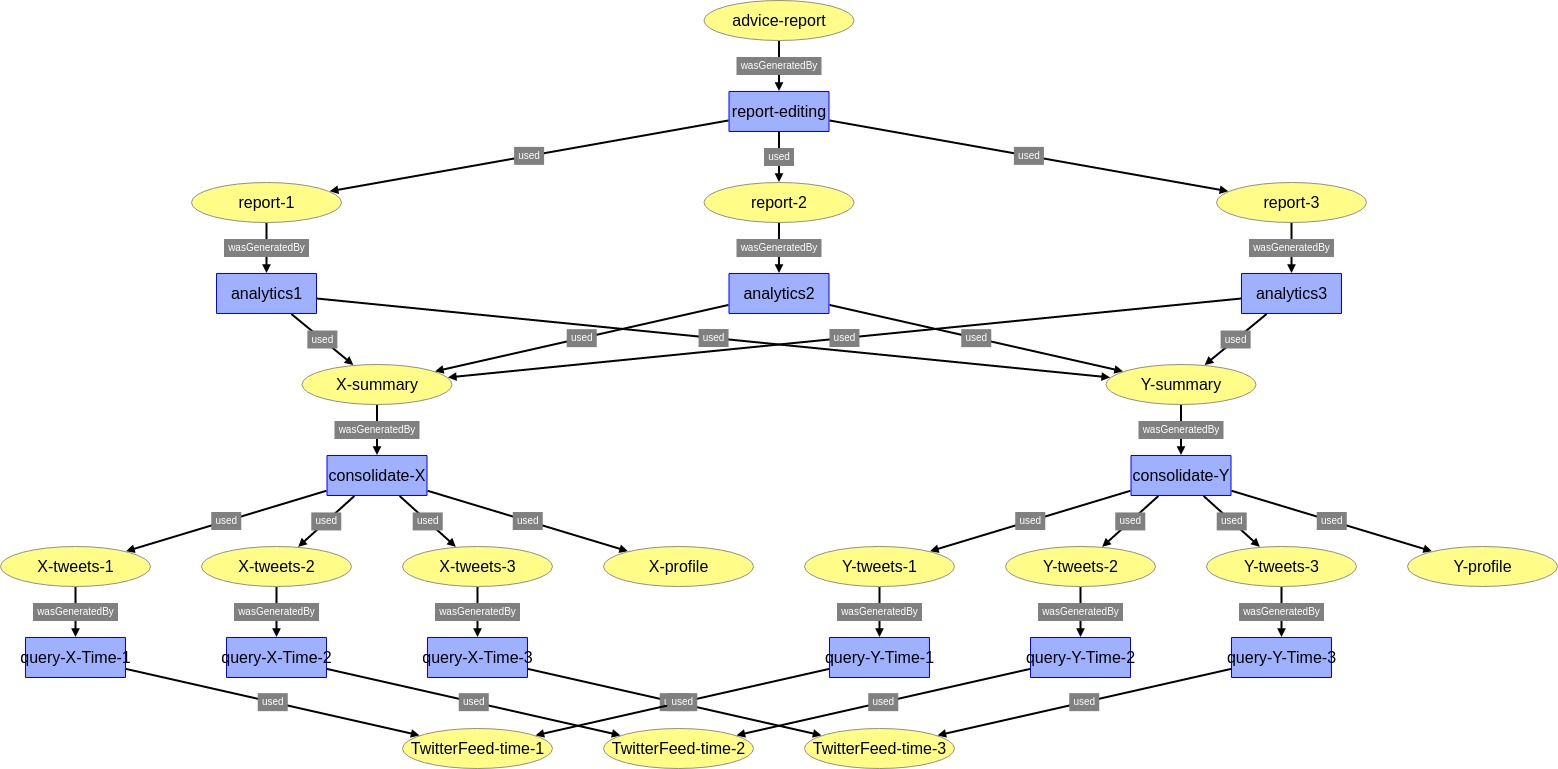 advice-report
wasGeneratedBy
report-editing
used used used
report-1 report-2 report-3
wasGeneratedBy wasGeneratedBy wasGeneratedBy
analytics1 analytics2 analytics3
used used used used used used
X-summary Y-summary
wasGeneratedBy wasGeneratedBy
consolidate-X consolidate-Y
used used used used used used used used
X-tweets-1 X-tweets-2 X-tweets-3 X-profile Y-tweets-1 Y-tweets-2 Y-tweets-3 Y-profile
wasGeneratedBy wasGeneratedBy wasGeneratedBy wasGeneratedBy wasGeneratedBy wasGeneratedBy
query-X-Time-1 query-X-Time-2 query-X-Time-3 query-Y-Time-1 query-Y-Time-2 query-Y-Time-3
used used used used used
TwitterFeed-time-1 TwitterFeed-time-2 TwitterFeed-time-3